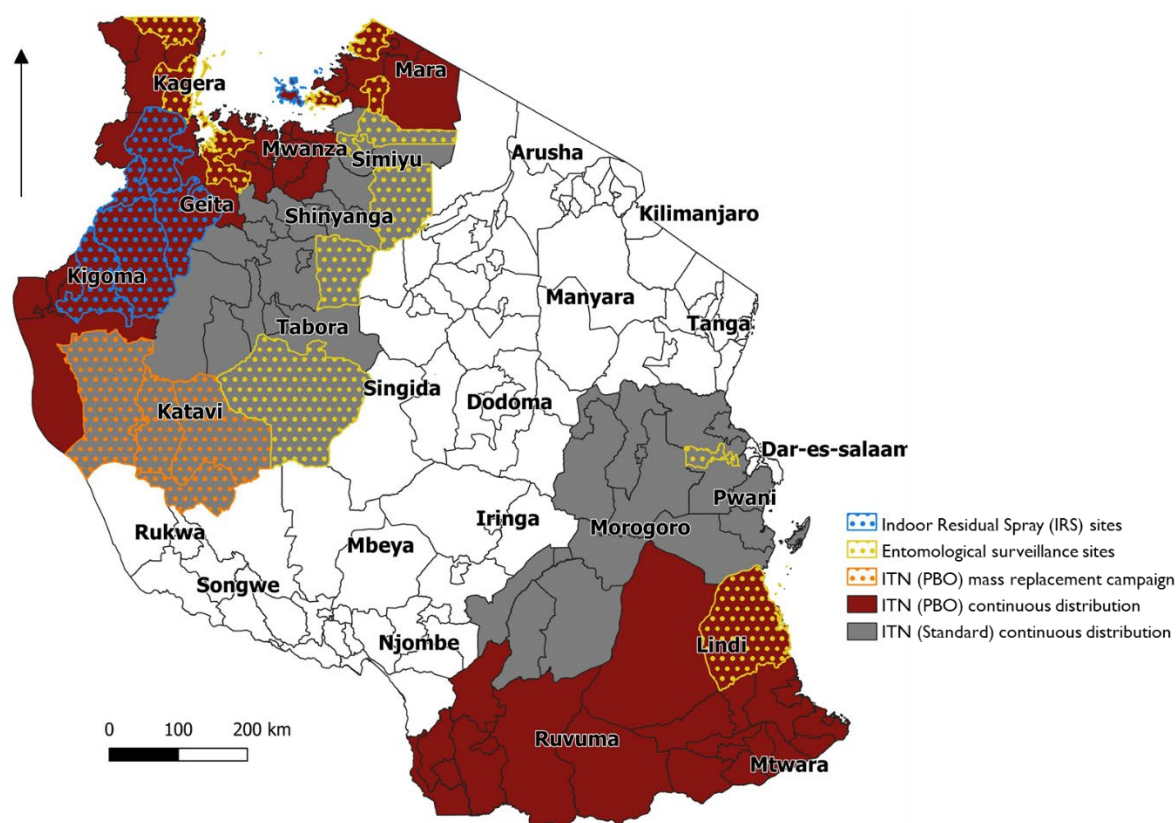 Kagera
Mara
Mwanza
Simiyu
Arusha
Geita
Shinyanga
Kilimanjaro
Kigoma
Manyara
Tabora
Tanga
Singida
Katavi
Dodoma
Dar-es-salaam
Pwani
Iringa
Morogoro
Rukwa
Mbeya
Songwe
Njombe
Lindi
Ruvuma
Mtwara
0 100 200 km
Indoor Residual Spray (IRS) sites
Entomological surveillance sites
ITN (PBO) mass replacement campaign
ITN (PBO) continuous distribution
ITN (Standard) continuous distribution